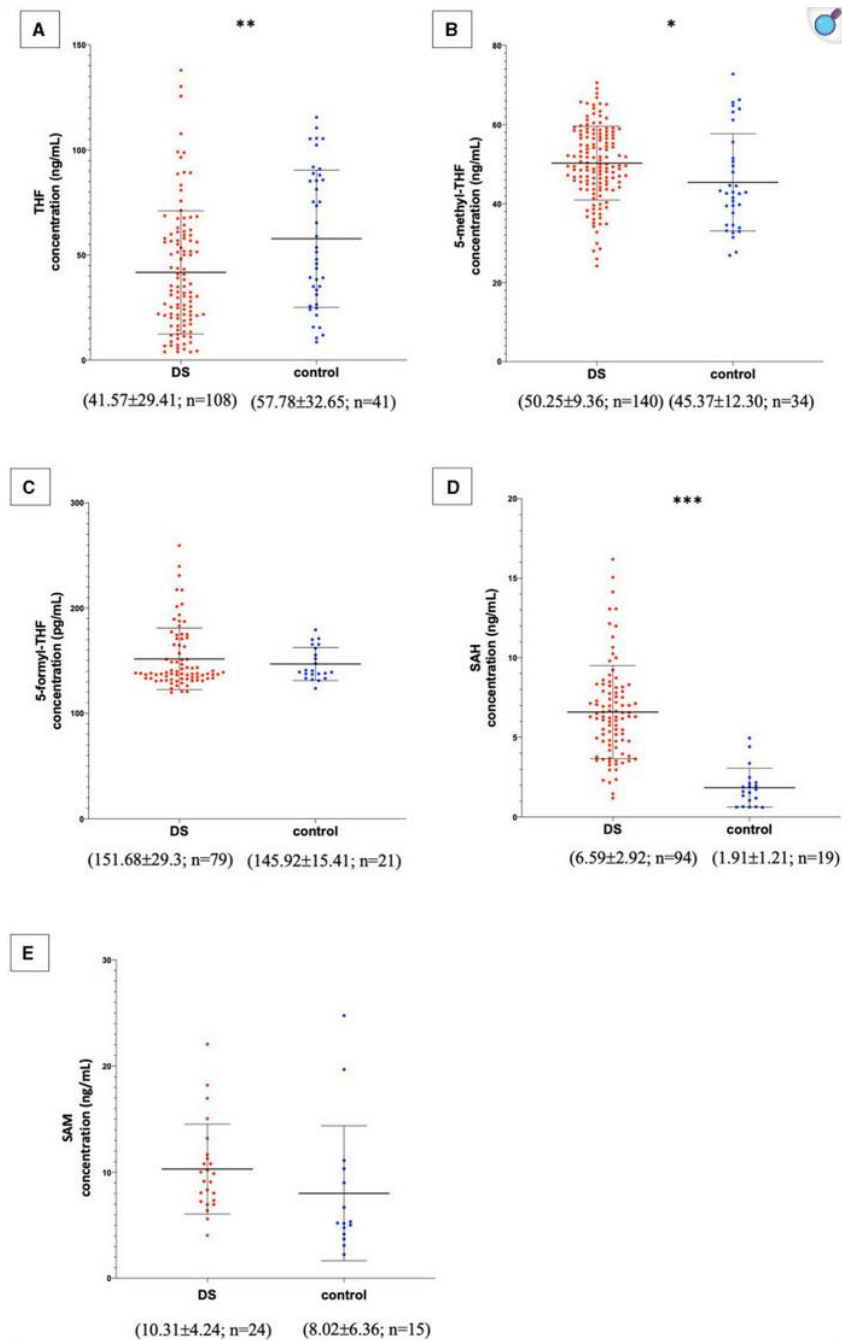 A
**
THF
concentration (ng/mL)
150
100
50
0
DS
control
(41.57±29.41; n=108)
(57.78±32.65; n=41)
B
*
5-methyl-THF
concentration (ng/mL)
80
60
40
20
0
DS
control
(50.25±9.36; n=140)
(45.37±12.30; n=34)
C
5-formyl-THF
concentration (pg/mL)
300
200
100
0
DS
control
(151.68±29.3; n=79)
(145.92±15.41; n=21)
D
***
SAH
concentration (ng/mL)
20
15
10
5
0
DS
control
(6.59±2.92; n=94)
(1.91±1.21; n=19)
E
SAM
concentration (ng/mL)
30
20
10
0
DS
control
(10.31±4.24; n=24)
(8.02±6.36; n=15)